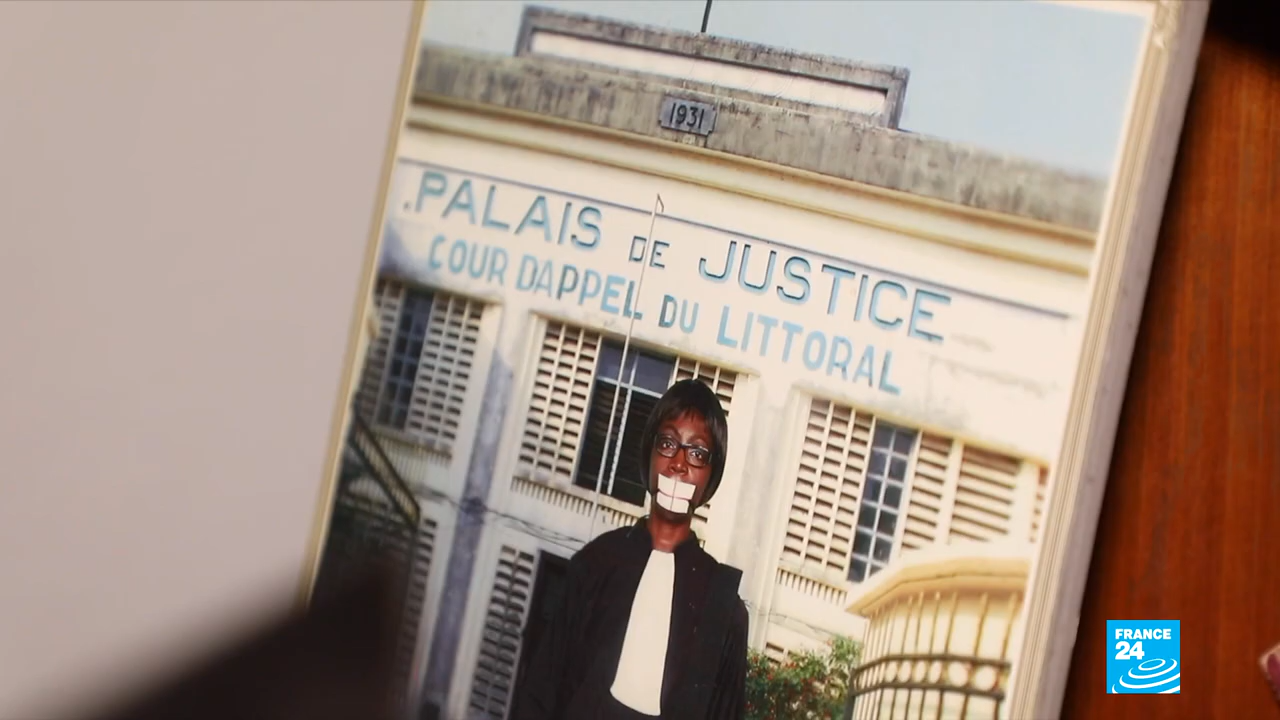 1931
PALAIS DE JUSTICE
COUR DAPPEL DU LITTORAL
FRANCE
24